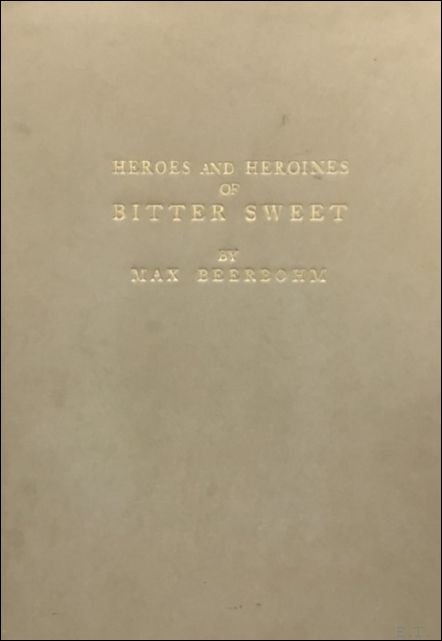 HEROES AND HEROINES
OF
BITTER SWEET
BY
MAX BEERBOHM
E.T